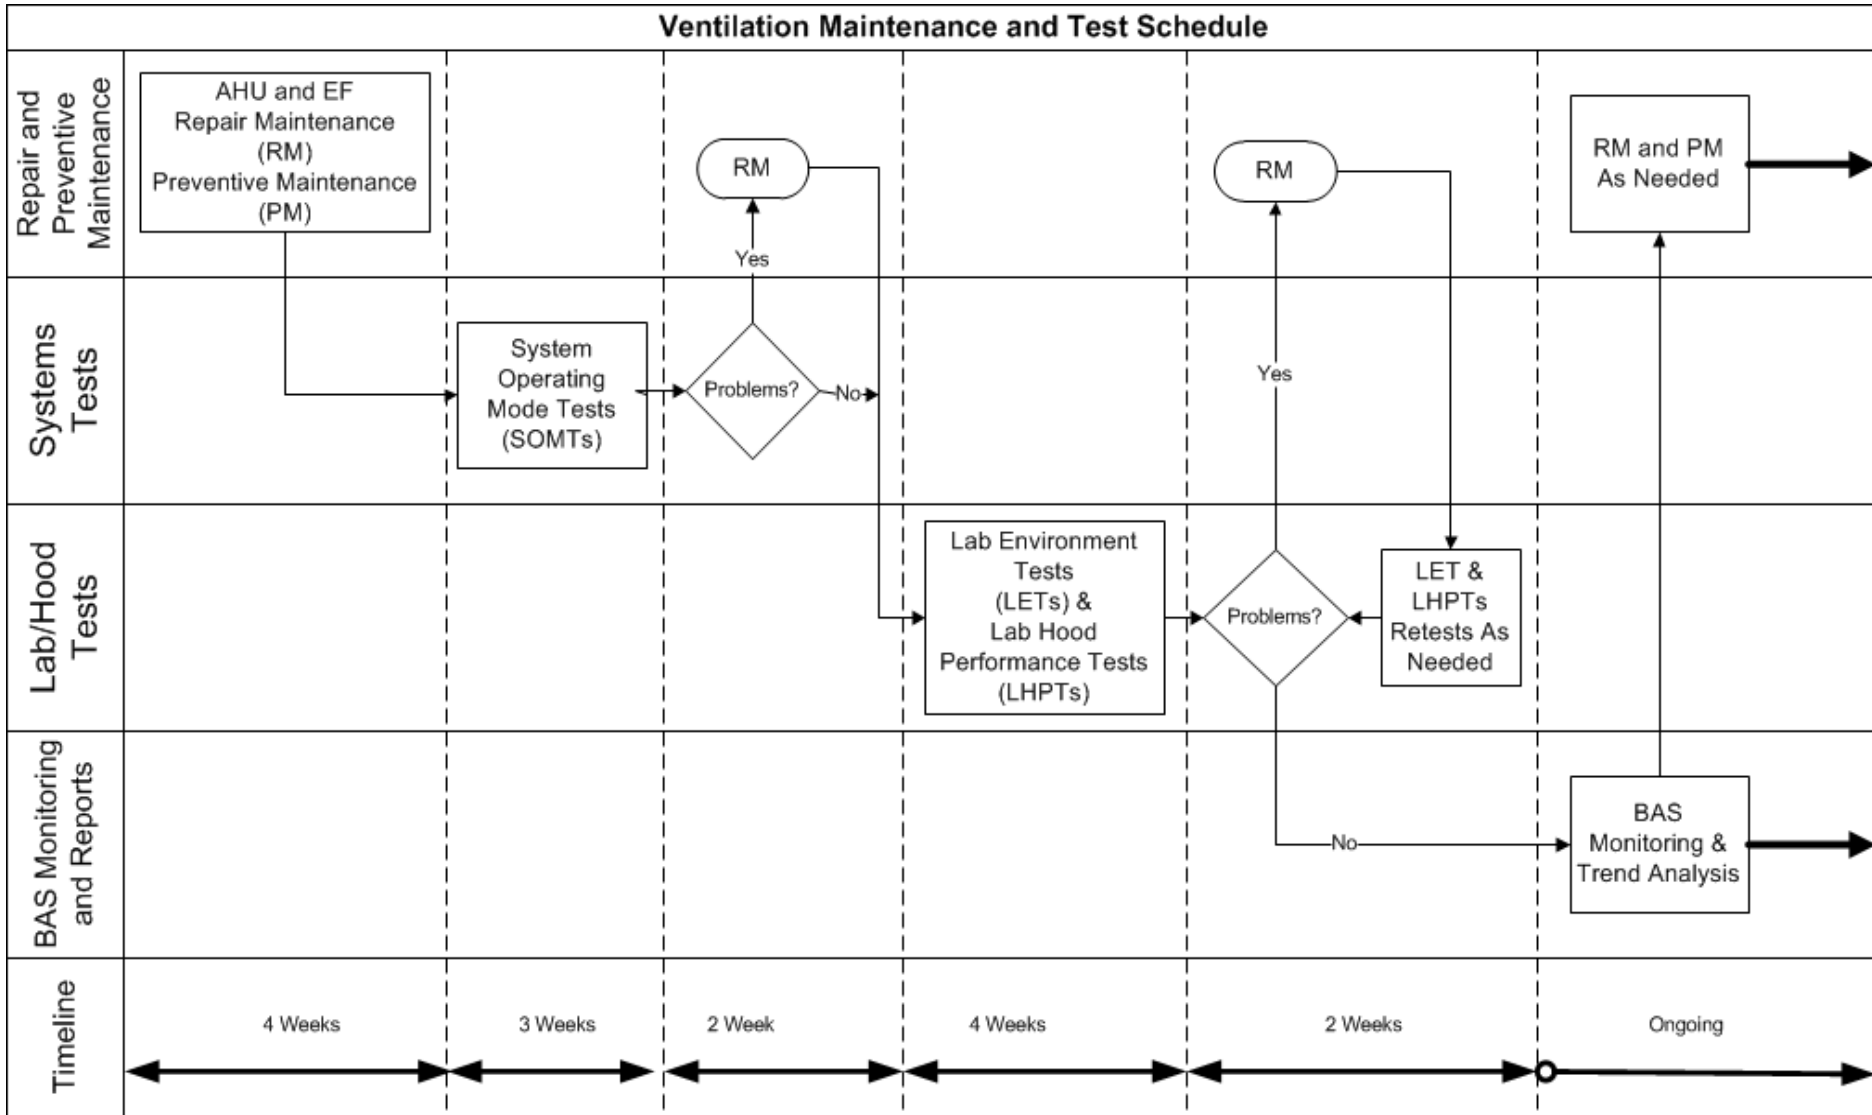 Ventilation Maintenance and Test Schedule
Repair and
Preventive
Maintenance
AHU and EF
Repair Maintenance
(RM)
Preventive Maintenance
(PM)
RM
Yes
RM
RM and PM
As Needed
Systems
Tests
System
Operating
Mode Tests
(SOMTs)
Problems?
No
Yes
Lab/Hood
Tests
Lab Environment
Tests
(LETs) &
Lab Hood
Performance Tests
(LHPTs)
Problems?
LET &
LHPTs
Retests As
Needed
BAS Monitoring
and Reports
No
BAS
Monitoring &
Trend Analysis
Timeline
4 Weeks
3 Weeks
2 Week
4 Weeks
2 Weeks
Ongoing